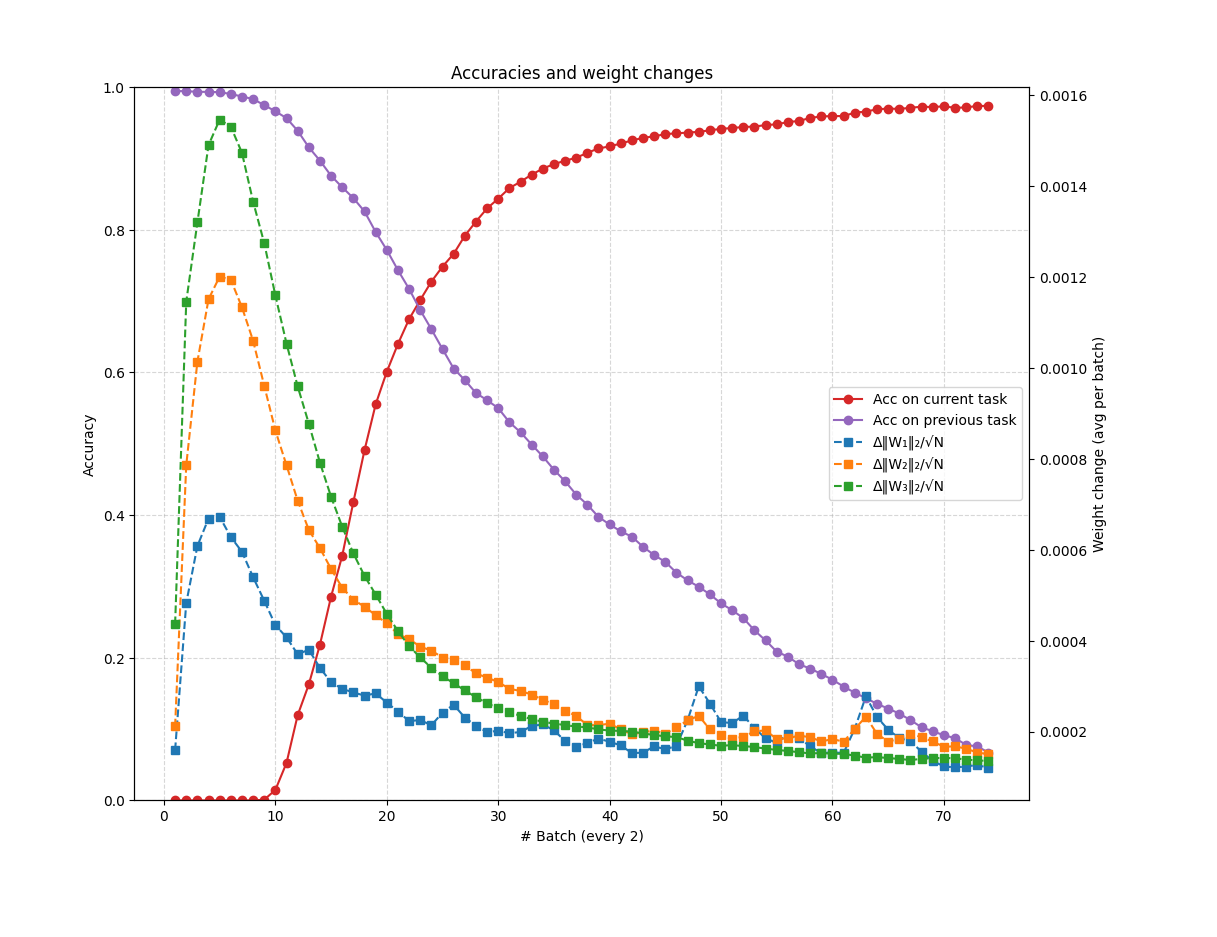 Accuracies and weight changes
1.0
0.8
0.6
0.4
0.2
0.0
Accuracy
0.0016
0.0014
0.0012
0.0010
0.0008
0.0006
0.0004
0.0002
Weight change (avg per batch)
Acc on current task
Acc on previous task
Δ‖W₁‖₂/√N
Δ‖W₂‖₂/√N
Δ‖W₃‖₂/√N
0 10 20 30 40 50 60 70
# Batch (every 2)